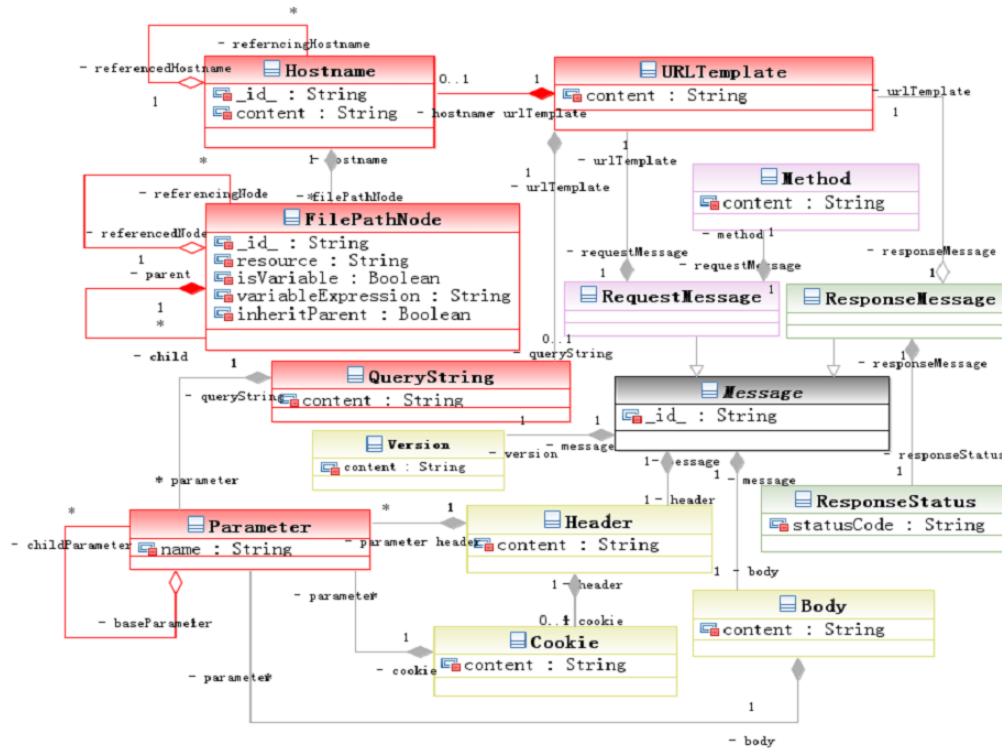 *
- referncingHostname
- referencedHostname
1
Hostname
_id_ : String
content : String
0..1
1
- hostname
urlTemplate
URLTemplate
content : String
1
- urlTemplate
1
- urlTemplate
1
- urlTemplate
Method
content : String
- method
1
- requestMessage
- requestMessage
1
- responseMessage
1
RequestMessage
ResponseMessage
1
- hostname
*
- filePathNode
*
- referencingNode
- referencedNode
1
- parent
1
*
- child
FilePathNode
_id_ : String
resource : String
isVariable : Boolean
variableExpression : String
inheritParent : Boolean
0..1
- queryString
1
- queryString
QueryString
content : String
1
- responseMessage
Message
_id_ : String
Version
content : String
1
- version
1
- message
1
1
- message
- responseStatus
1
* parameter
- header
ResponseStatus
statusCode : String
*
- childParameter
Parameter
name : String
*
- parameter
1
header
Header
content : String
1
- header
0..1
- cookie
1
- body
Body
content : String
- baseParameter
1
- parameter
*
1
- cookie
Cookie
content : String
- parameter
*
1
- body